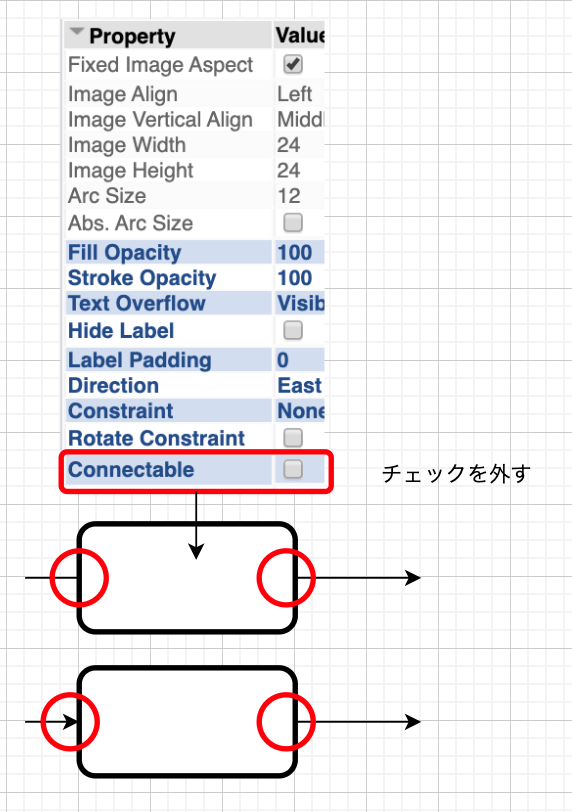 Property Value
Fixed Image Aspect
Image Align Left
Image Vertical Align
Image Width 24
Image Height 24
Arc Size 12
Abs. Arc Size
Fill Opacity 100
Stroke Opacity 100
Text Overflow
Hide Label
Label Padding 0
Direction East
Constraint None
Rotate Constraint
Connectable
チェックを外す